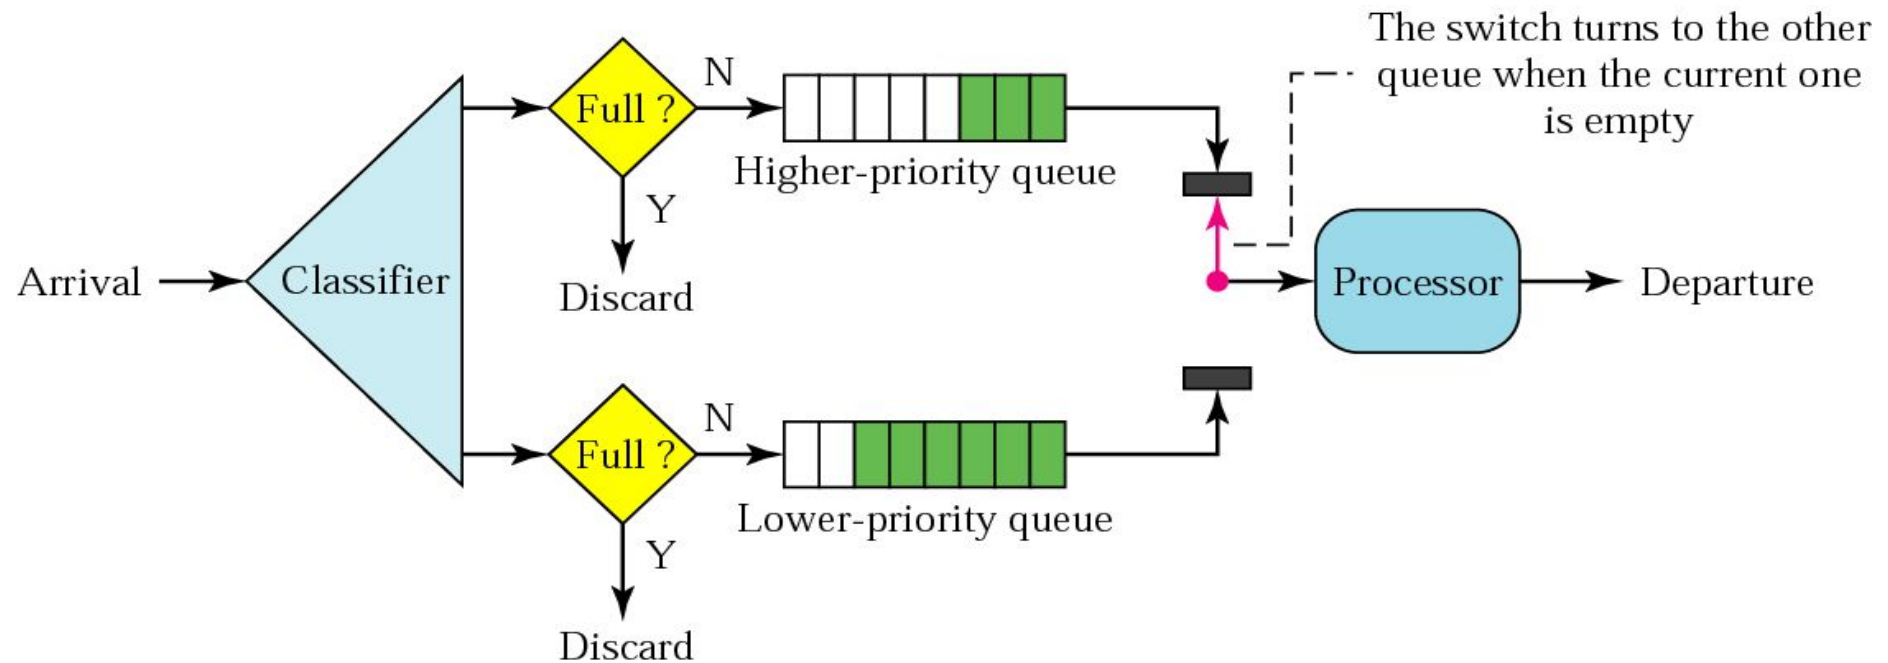 The switch turns to the other
queue when the current one
is empty
Arrival
Classifier
Full ?
N
Y
Discard
Higher-priority queue
Full ?
N
Y
Discard
Lower-priority queue
Processor
Departure